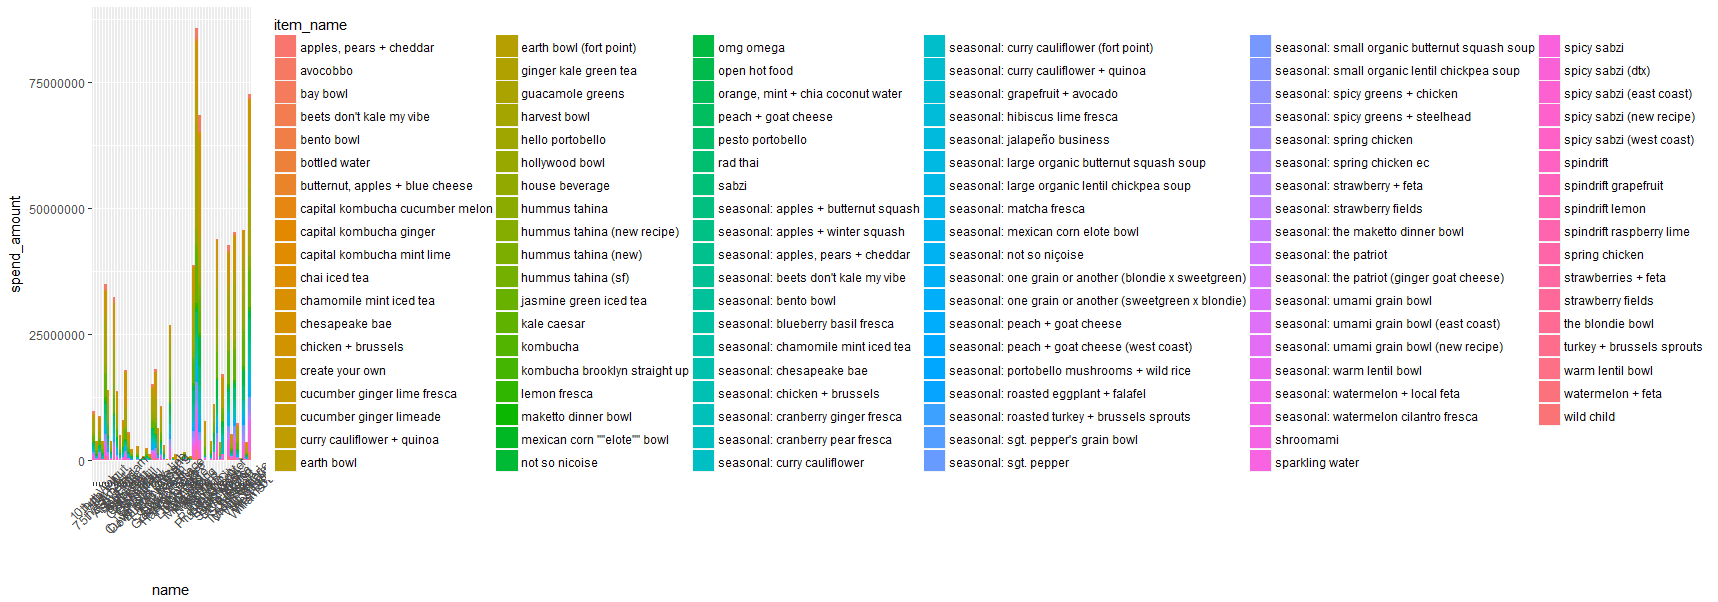 item_name
apples, pears + cheddar
avocobbo
bay bowl
beets don't kale my vibe
bento bowl
bottled water
butternut, apples + blue cheese
capital kombucha cucumber melon
capital kombucha ginger
capital kombucha mint lime
chai iced tea
chamomile mint iced tea
chesapeake bae
chicken + brussels
create your own
cucumber ginger lime fresca
cucumber ginger limeade
curry cauliflower + quinoa
earth bowl
earth bowl (fort point)
ginger kale green tea
guacamole greens
harvest bowl
hello portobello
hollywood bowl
house beverage
hummus tahina
hummus tahina (new recipe)
hummus tahina (new)
hummus tahina (sf)
jasmine green iced tea
kale caesar
kombucha
kombucha brooklyn straight up
lemon fresca
maketto dinner bowl
mexican corn ""elote"" bowl
not so nicoise
omg omega
open hot food
orange, mint + chia coconut water
peach + goat cheese
pesto portobello
rad thai
sabzi
seasonal: apples + butternut squash
seasonal: apples + winter squash
seasonal: apples, pears + cheddar
seasonal: beets don't kale my vibe
seasonal: bento bowl
seasonal: blueberry basil fresca
seasonal: chamomile mint iced tea
seasonal: chesapeake bae
seasonal: chicken + brussels
seasonal: cranberry ginger fresca
seasonal: cranberry pear fresca
seasonal: curry cauliflower
seasonal: curry cauliflower (fort point)
seasonal: curry cauliflower + quinoa
seasonal: grapefruit + avocado
seasonal: hibiscus lime fresca
seasonal: jalapeño business
seasonal: large organic butternut squash soup
seasonal: large organic lentil chickpea soup
seasonal: matcha fresca
seasonal: mexican corn elote bowl
seasonal: not so niçoise
seasonal: one grain or another (blondie x sweetgreen)
seasonal: one grain or another (sweetgreen x blondie)
seasonal: peach + goat cheese
seasonal: peach + goat cheese (west coast)
seasonal: portobello mushrooms + wild rice
seasonal: roasted eggplant + falafel
seasonal: roasted turkey + brussels sprouts
seasonal: sgt. pepper's grain bowl
seasonal: sgt. pepper
seasonal: small organic butternut squash soup
seasonal: small organic lentil chickpea soup
seasonal: spicy greens + chicken
seasonal: spicy greens + steelhead
seasonal: spring chicken
seasonal: spring chicken ec
seasonal: strawberry + feta
seasonal: strawberry fields
seasonal: the maketto dinner bowl
seasonal: the patriot
seasonal: the patriot (ginger goat cheese)
seasonal: umami grain bowl
seasonal: umami grain bowl (east coast)
seasonal: umami grain bowl (new recipe)
seasonal: warm lentil bowl
seasonal: watermelon + local feta
seasonal: watermelon cilantro fresca
shroomami
sparkling water
spicy sabzi
spicy sabzi (dtx)
spicy sabzi (east coast)
spicy sabzi (new recipe)
spicy sabzi (west coast)
spindrift
spindrift grapefruit
spindrift lemon
spindrift raspberry lime
spring chicken
strawberries + feta
strawberry fields
the blondie bowl
turkey + brussels sprouts
warm lentil bowl
watermelon + feta
wild child
75000000
50000000
25000000
0
spend_amount
name